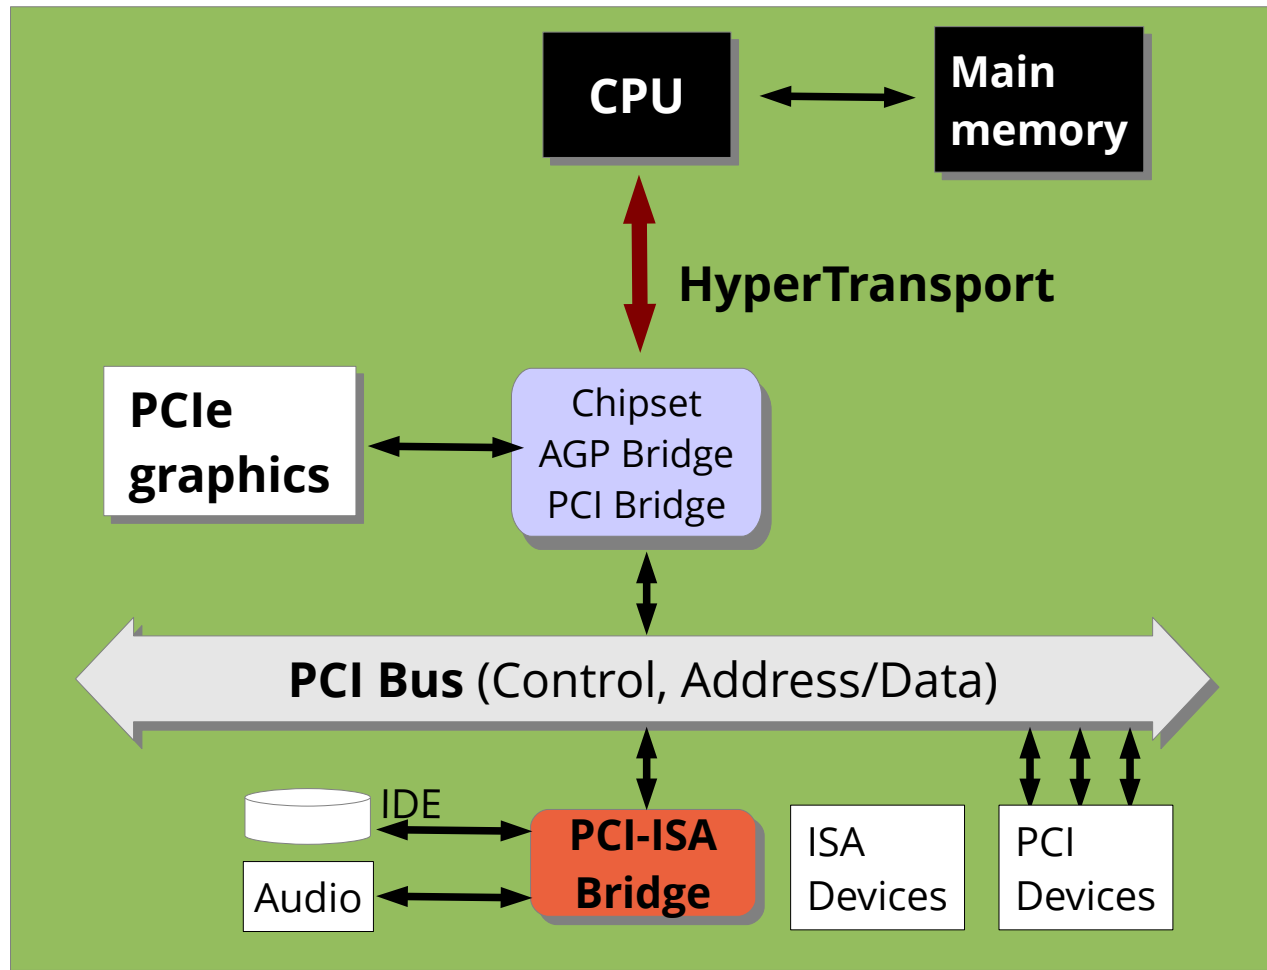 CPU
Main
memory
HyperTransport
PCIe
graphics
Chipset
AGP Bridge
PCI Bridge
PCI Bus (Control, Address/Data)
IDE
Audio
PCI-ISA
Bridge
ISA
Devices
PCI
Devices